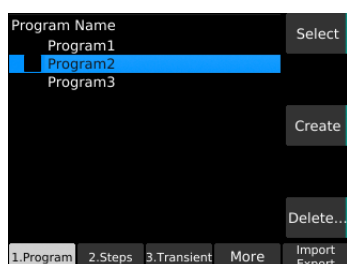 Program Name
Program1
Program2
Program3
Select
Create
Delete...
1.Program
2.Steps
3.Transient
More
Import
Export